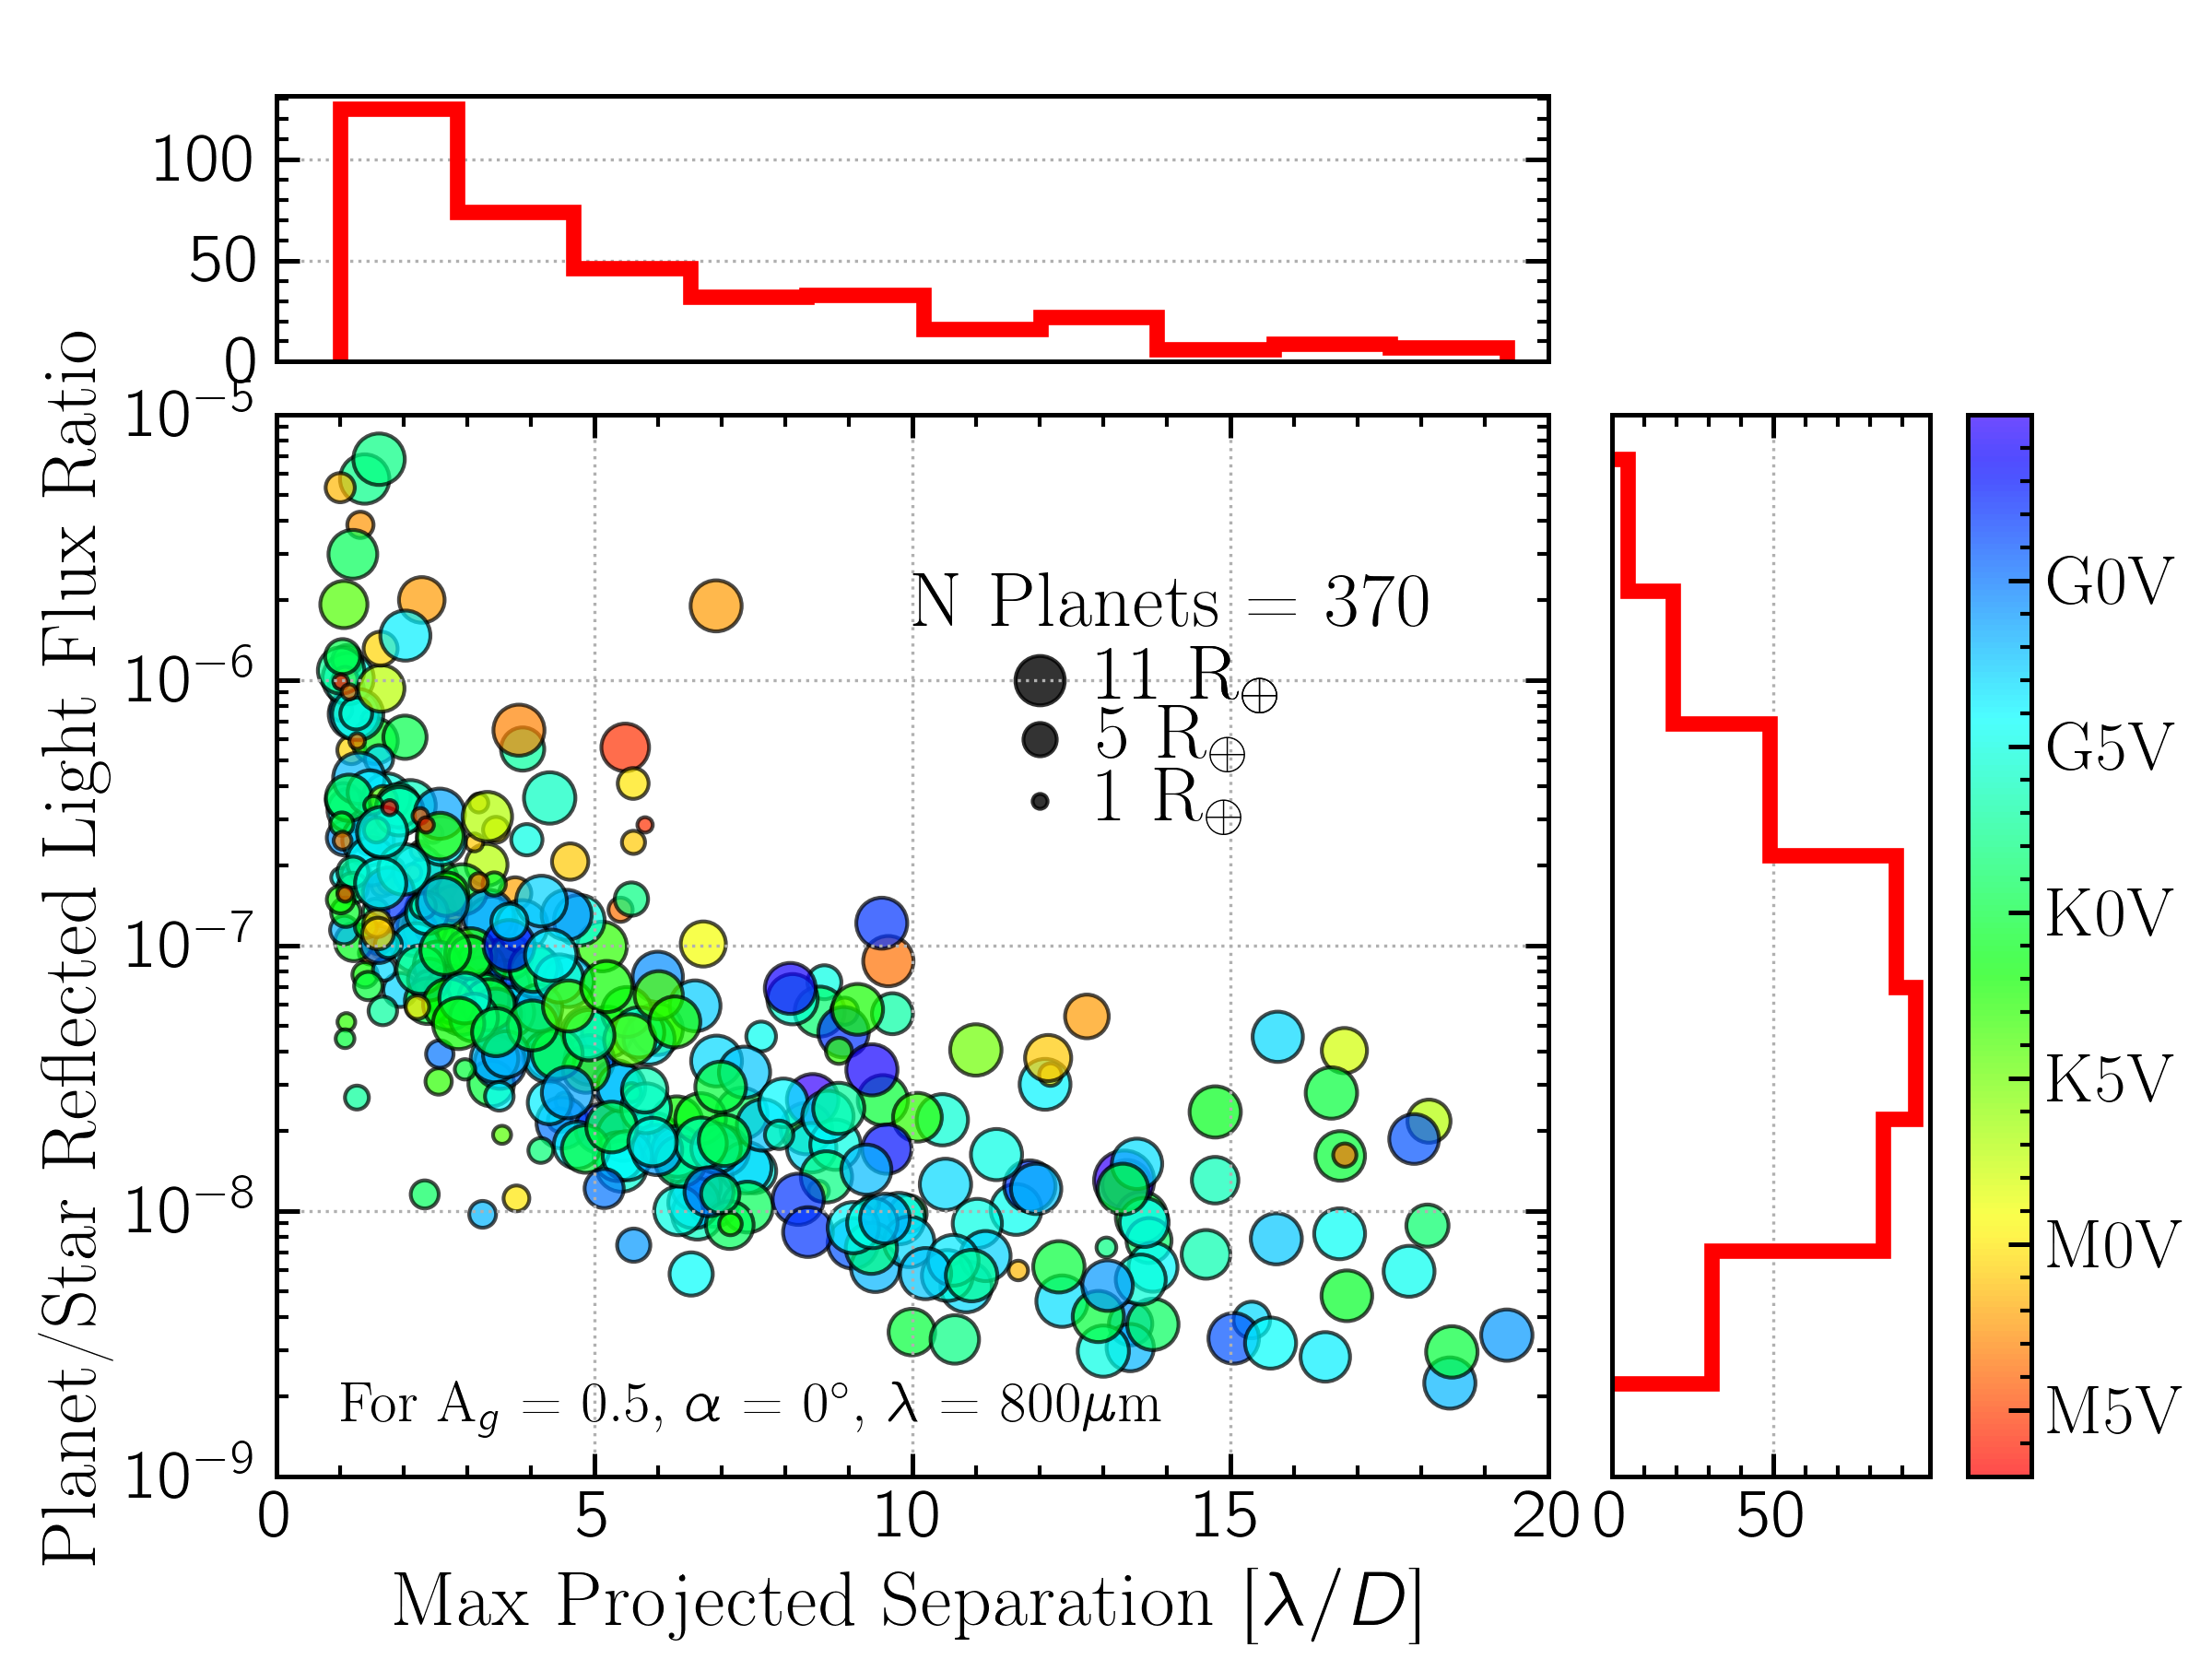 100
50
0
Planet/Star Reflected Light Flux Ratio
10⁻⁵
10⁻⁶
10⁻⁷
10⁻⁸
10⁻⁹
N Planets = 370
11 R⊕
5 R⊕
1 R⊕
For A_g = 0.5, α = 0°, λ = 800μm
0 5 10 15 20
Max Projected Separation [λ/D]
0 50
G0V
G5V
K0V
K5V
M0V
M5V